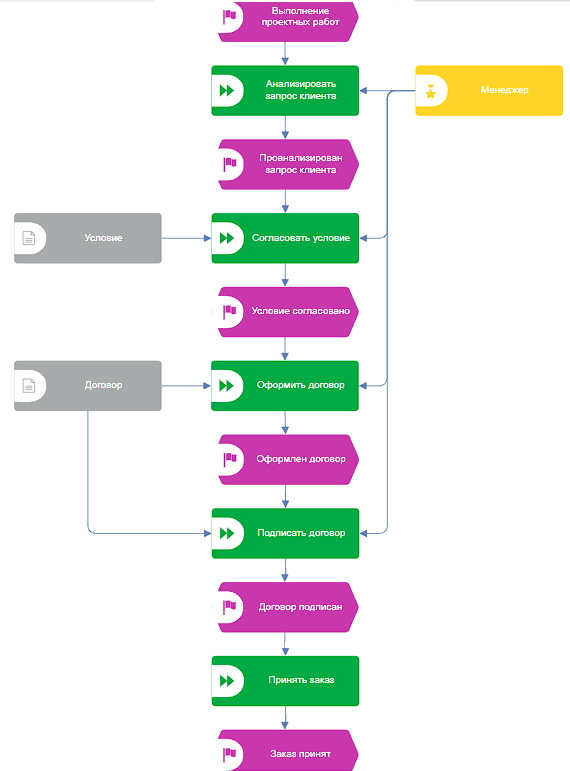 Выполнение
проектных работ
Анализировать
запрос клиента
Менеджер
Проанализирован
запрос клиента
Условие
Согласовать условие
Условие согласовано
Договор
Оформить договор
Оформлен договор
Подписать договор
Договор подписан
Принять заказ
Заказ принят